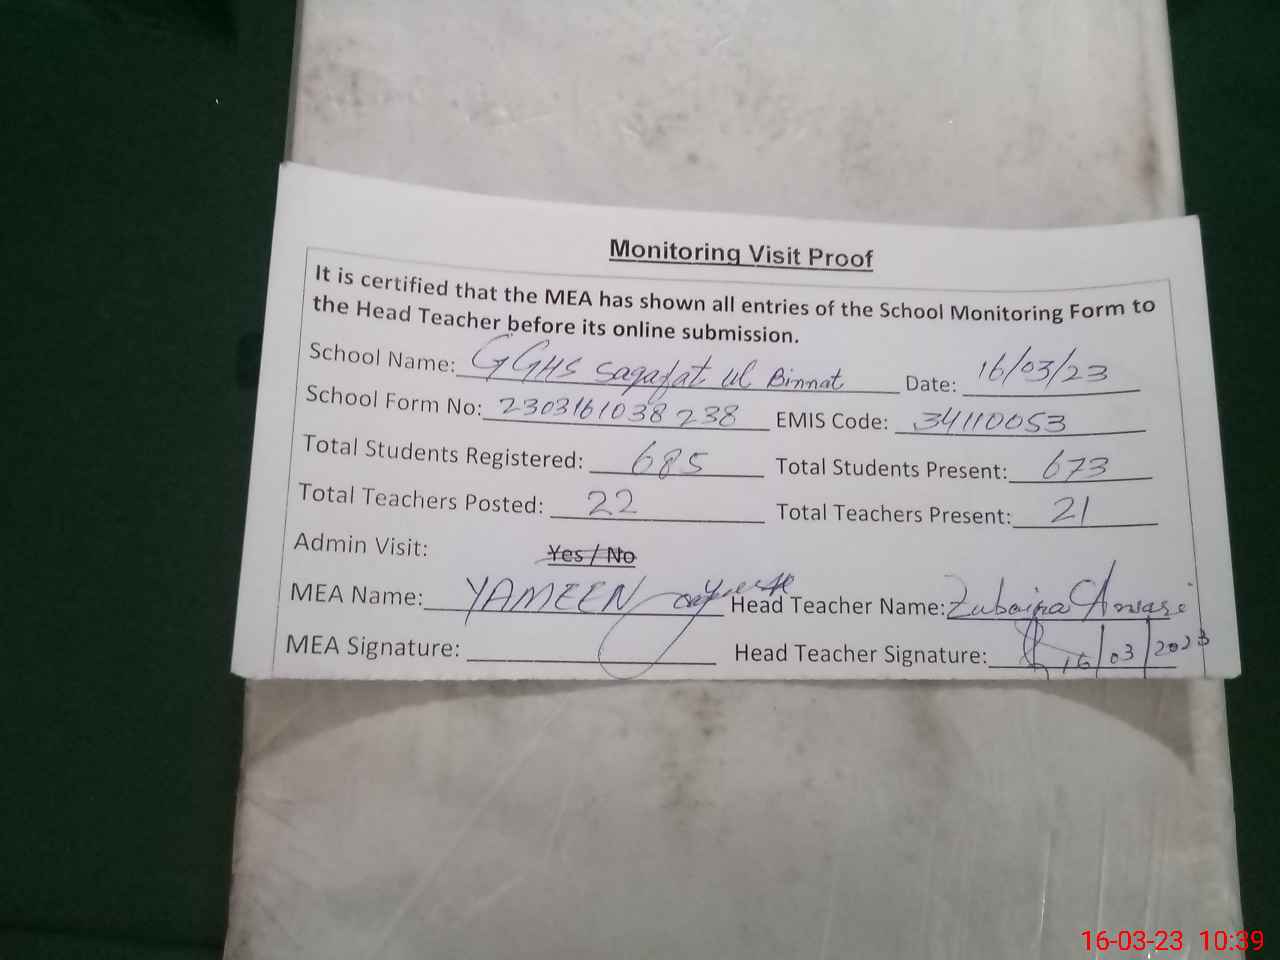 Monitoring Visit Proof
It is certified that the MEA has shown all entries of the School Monitoring Form to
the Head Teacher before its online submission.
School Name: GGHS Saqafat ul Binnat Date: 16/03/23
School Form No: 2303161038238 EMIS Code: 34110053
Total Students Registered: 685 Total Students Present: 673
Total Teachers Posted: 22 Total Teachers Present: 21
Admin Visit: Yes / No
MEA Name: YAMEEN Head Teacher Name: Zubaira
MEA Signature: Head Teacher Signature: 16/03/2023
16-03-23 10:39